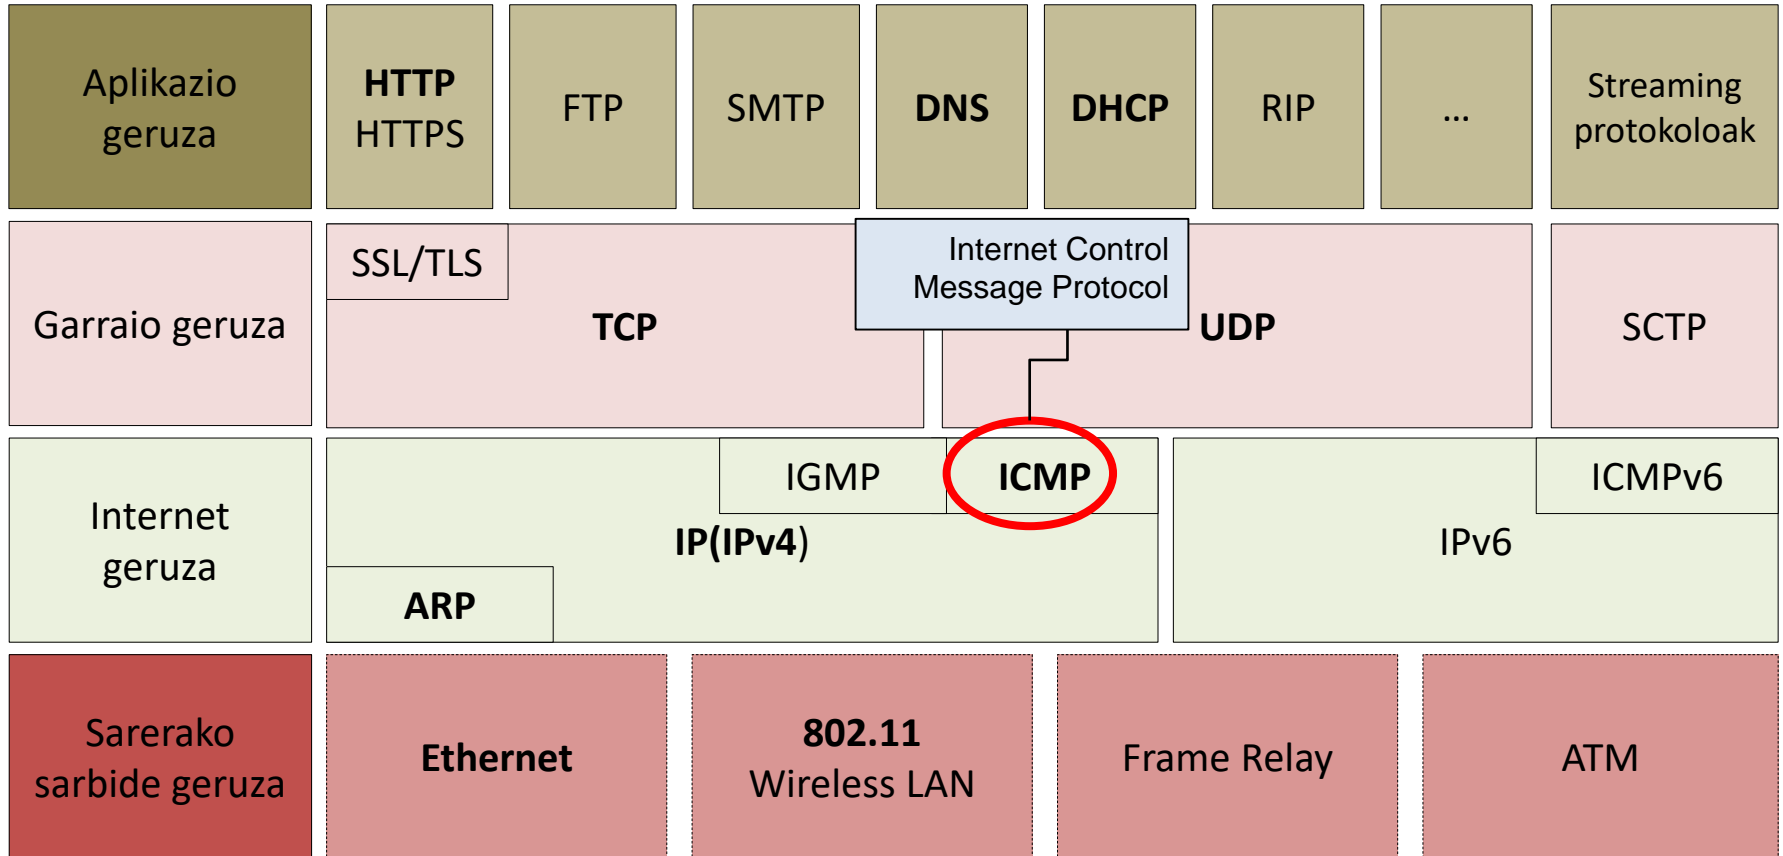 Aplikazio
geruza
HTTP
HTTPS
FTP
SMTP
DNS
DHCP
RIP
...
Streaming
protokoloak
Garraio geruza
SSL/TLS
TCP
Internet Control
Message Protocol
UDP
SCTP
Internet
geruza
IGMP
ICMP
IP(IPv4)
ARP
ICMPv6
IPv6
Sarerako
sarbide geruza
Ethernet
802.11
Wireless LAN
Frame Relay
ATM